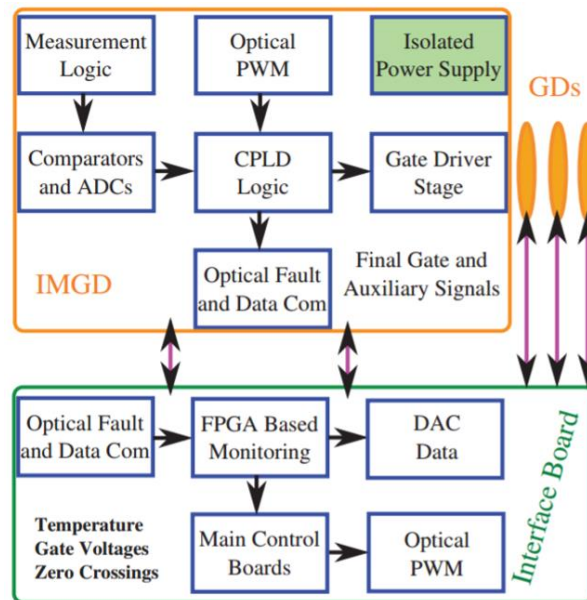 Measurement
Logic
Optical
PWM
Isolated
Power Supply
GDs
Comparators
and ADCs
CPLD
Logic
Gate Driver
Stage
IMGD
Optical Fault
and Data Com
Final Gate and
Auxiliary Signals
Optical Fault
and Data Com
FPGA Based
Monitoring
DAC
Data
Temperature
Gate Voltages
Zero Crossings
Main Control
Boards
Optical
PWM
Interface Board